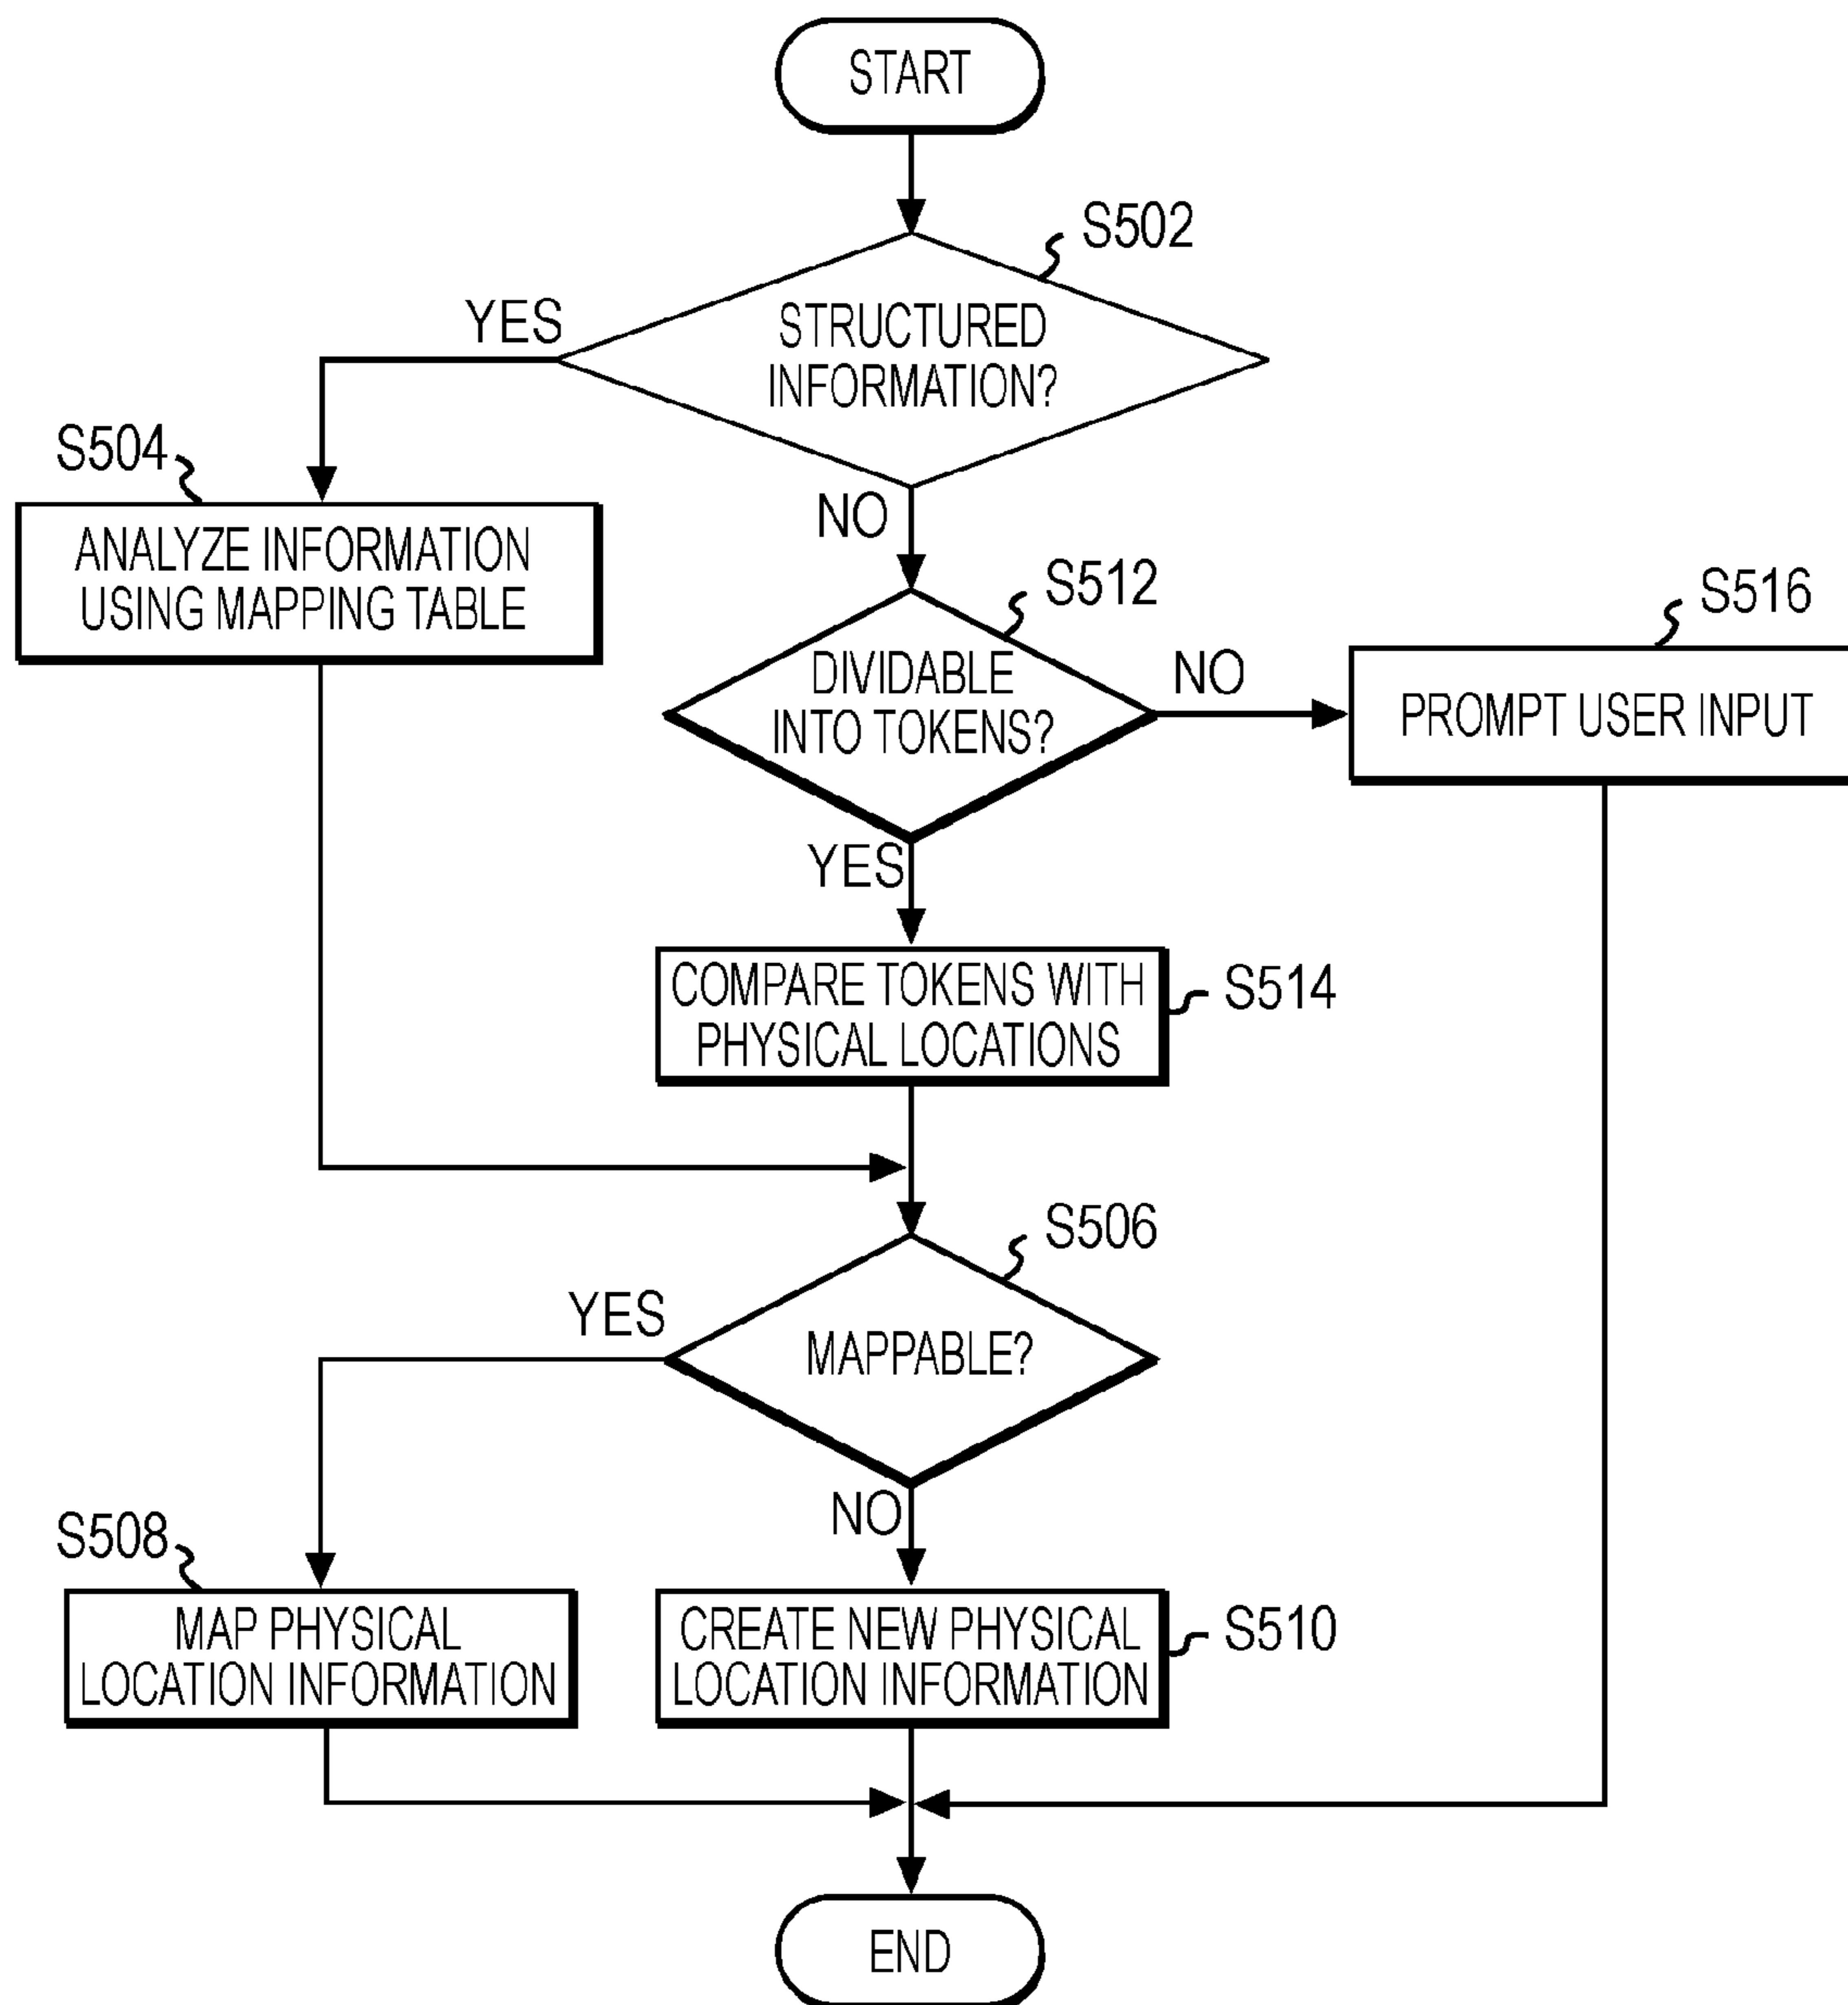 START
S502
YES
STRUCTURED
INFORMATION?
S504
NO
ANALYZE INFORMATION
USING MAPPING TABLE
S512
S516
DIVIDABLE
INTO TOKENS?
NO
PROMPT USER INPUT
YES
COMPARE TOKENS WITH
PHYSICAL LOCATIONS
S514
S506
YES
MAPPABLE?
NO
S508
MAP PHYSICAL
LOCATION INFORMATION
CREATE NEW PHYSICAL
LOCATION INFORMATION
S510
END